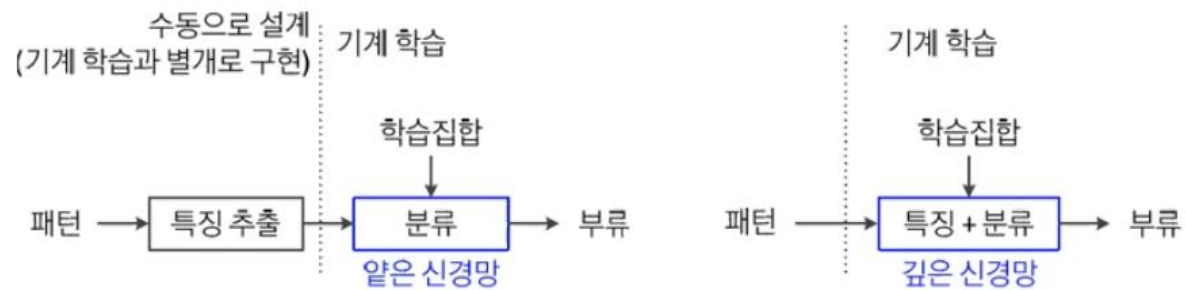 수동으로 설계
(기계 학습과 별개로 구현)
기계 학습
학습집합
패턴
특징 추출
분류
부류
얕은 신경망
기계 학습
학습집합
패턴
특징 + 분류
부류
깊은 신경망